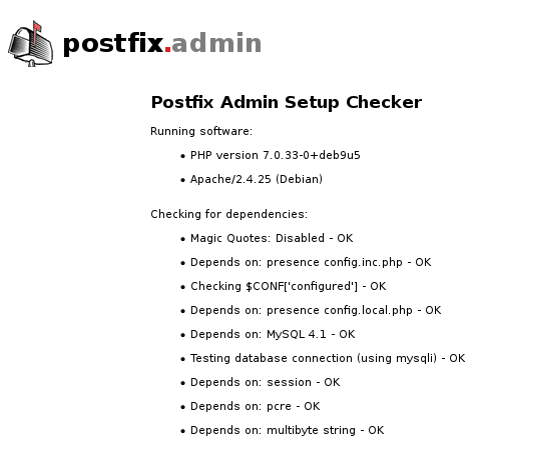 postfix.admin
Postfix Admin Setup Checker
Running software:
• PHP version 7.0.33-0+deb9u5
• Apache/2.4.25 (Debian)
Checking for dependencies:
• Magic Quotes: Disabled - OK
• Depends on: presence config.inc.php - OK
• Checking $CONF['configured'] - OK
• Depends on: presence config.local.php - OK
• Depends on: MySQL 4.1 - OK
• Testing database connection (using mysqli) - OK
• Depends on: session - OK
• Depends on: pcre - OK
• Depends on: multibyte string - OK